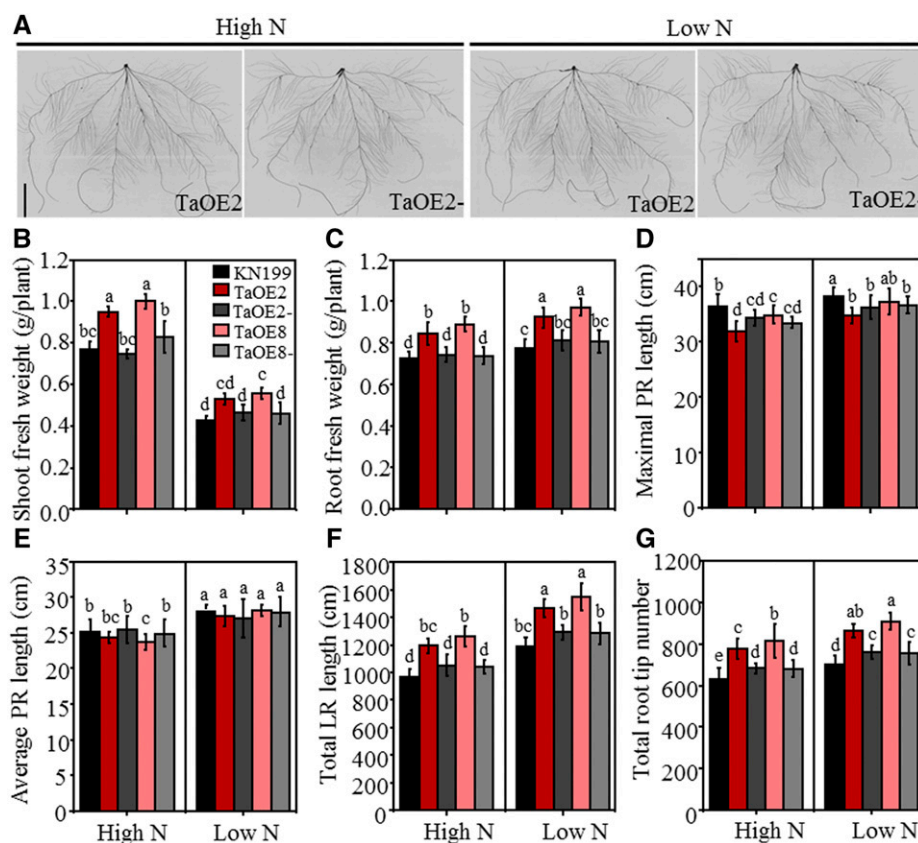 A
High N
Low N
TaOE2
TaOE2-
TaOE2
TaOE2-
B
Shoot fresh weight (g/plant)
1.2
1.0
0.8
0.6
0.4
0.2
0.0
bc a bc a b
d cd d c d
KN199
TaOE2
TaOE2-
TaOE8
TaOE8-
C
Root fresh weight (g/plant)
1.2
1.0
0.8
0.6
0.4
0.2
0.0
d b d b d
c a bc a bc
D
Maximal PR length (cm)
40
30
20
10
0
b d cd c cd
a b b ab b
E
Average PR length (cm)
35
30
25
20
15
10
5
0
b bc b c b
a a a a a
High N
Low N
F
Total LR length (cm)
1800
1600
1400
1200
1000
800
600
400
200
0
d b d b d
bc a b a b
High N
Low N
G
Total root tip number
1200
1000
800
600
400
200
0
e c d b d
d ab c a c
High N
Low N